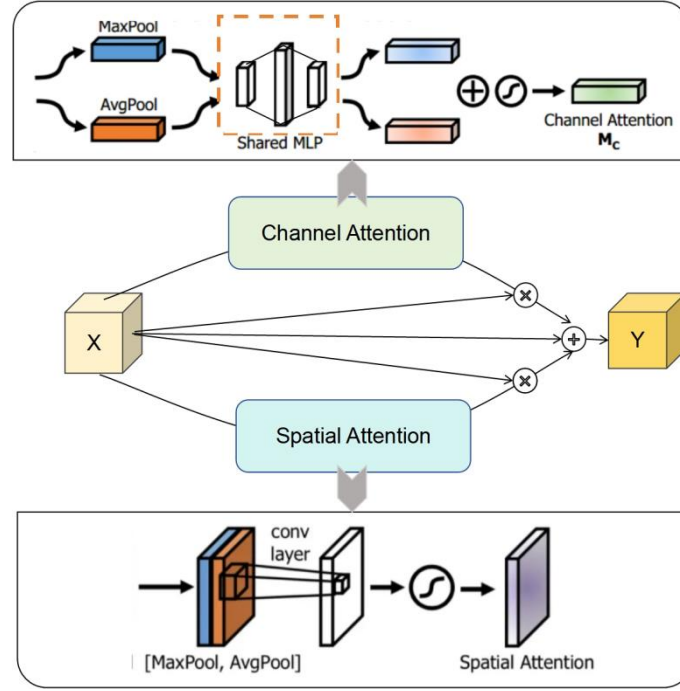 MaxPool
AvgPool
Shared MLP
Channel Attention
Mc
Channel Attention
X
Y
Spatial Attention
conv
layer
[MaxPool, AvgPool]
Spatial Attention